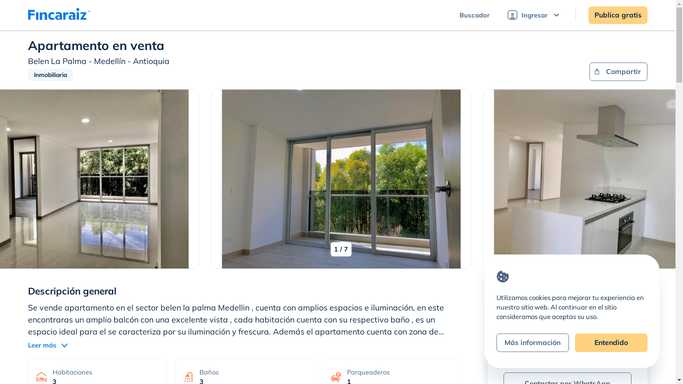 Fincaraiz
Buscador
Ingresar
Publica gratis
Apartamento en venta
Belen La Palma - Medellín - Antioquia
Inmobiliaria
Compartir
1 / 7
Descripción general
Se vende apartamento en el sector belen la palma Medellin , cuenta con amplios espacios e iluminación, en este
encontraras un amplio balcón con una excelente vista , cada habitación cuenta con su respectivo baño , es un
espacio ideal para el se caracteriza por su iluminación y frescura. Además el apartamento cuenta con zona de...
Leer más
Habitaciones
3
Baños
3
Parqueaderos
1
Utilizamos cookies para mejorar tu experiencia en
nuestro sitio web. Al continuar en el sitio
consideramos que aceptas su uso.
Más información
Entendido
Contactar por WhatsApp